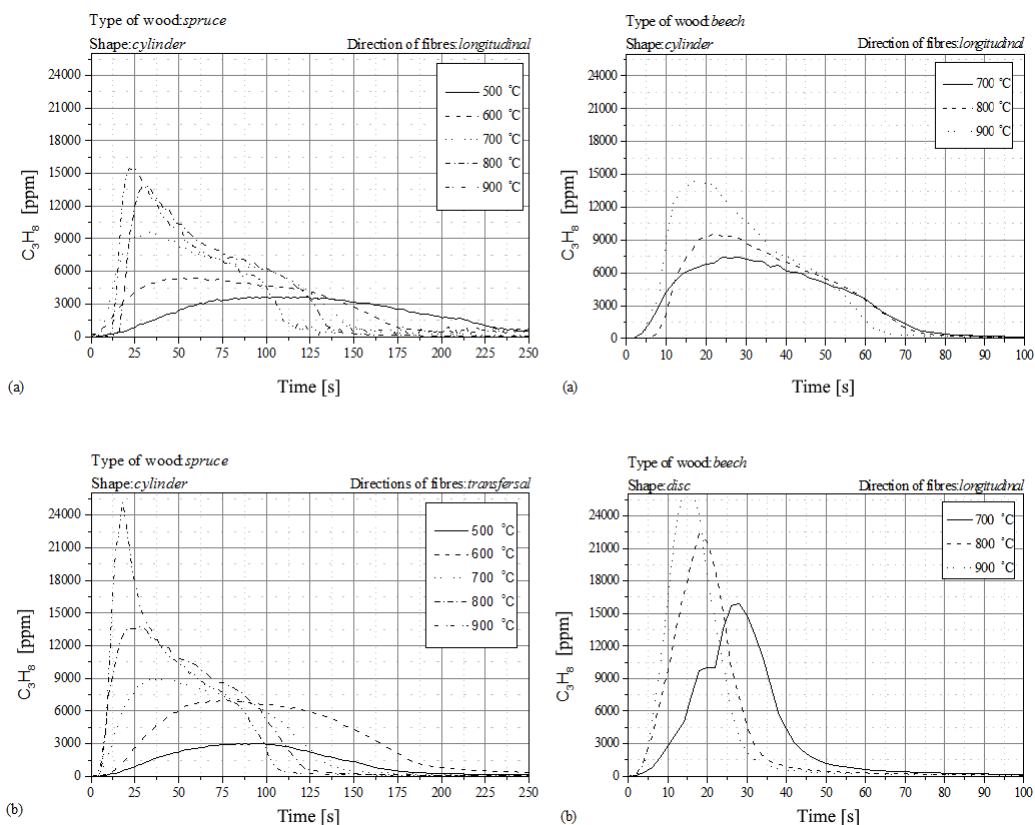 Type of wood:spruce
Shape:cylinder Direction of fibres:longitudinal
24000
21000
18000
15000
12000
9000
6000
3000
0
C₃H₈ [ppm]
500 °C
600 °C
700 °C
800 °C
900 °C
0 25 50 75 100 125 150 175 200 225 250
Time [s]
(a)
Type of wood:beech
Shape:cylinder Direction of fibres:longitudinal
24000
21000
18000
15000
12000
9000
6000
3000
0
C₃H₈ [ppm]
700 °C
800 °C
900 °C
0 10 20 30 40 50 60 70 80 90 100
Time [s]
(a)
Type of wood:spruce
Shape:cylinder Directions of fibres:transfersal
24000
21000
18000
15000
12000
9000
6000
3000
0
C₃H₈ [ppm]
500 °C
600 °C
700 °C
800 °C
900 °C
0 25 50 75 100 125 150 175 200 225 250
Time [s]
(b)
Type of wood:beech
Shape:disc Direction of fibres:longitudinal
24000
21000
18000
15000
12000
9000
6000
3000
0
C₃H₈ [ppm]
700 °C
800 °C
900 °C
0 10 20 30 40 50 60 70 80 90 100
Time [s]
(b)